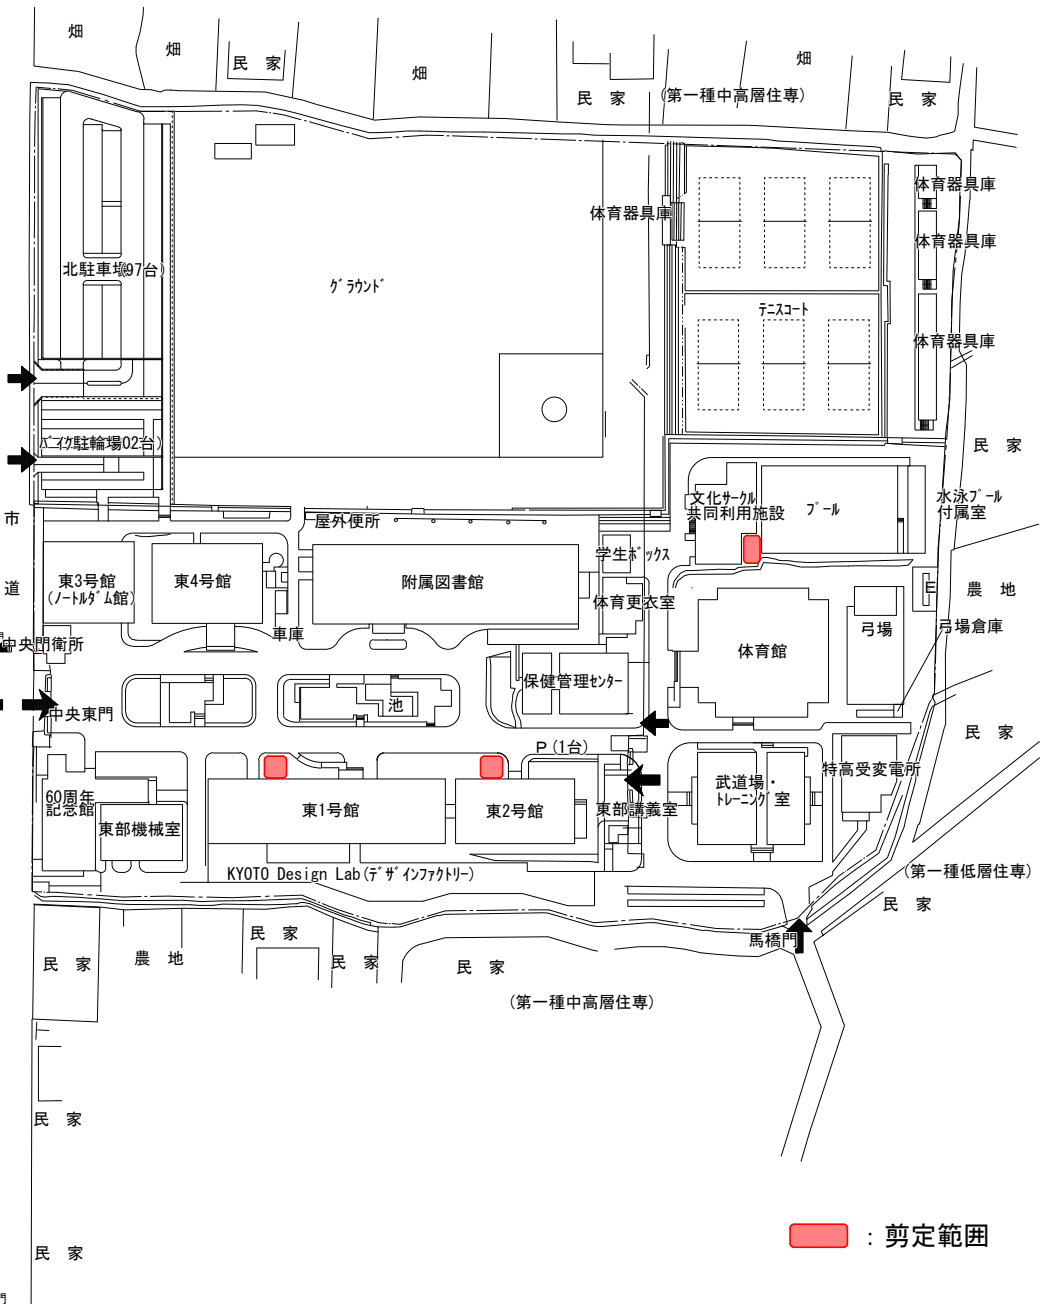 畑
畑
民 家
畑
畑
民 家
(第一種中高層住専)
民 家
体育器具庫
体育器具庫
体育器具庫
体育器具庫
北駐車場(97台)
グラウンド
テニスコート
民 家
市
道
屋外便所
文化サークル
共同利用施設
プール
水泳プール
付属室
学生ボックス
東3号館
(ノートルダム館)
東4号館
附属図書館
体育更衣室
E
農 地
中央門衛所
車庫
体育館
弓場
弓場倉庫
保健管理センター
中央東門
池
P(1台)
民 家
60周年
記念館
東部機械室
東1号館
東2号館
東部講義室
武道場・
トレーニング室
特高受変電所
KYOTO Design Lab(デザインファクトリー)
(第一種低層住専)
民 家
馬橋門
民 家
農 地
民 家
民 家
民 家
(第一種中高層住専)
民 家
民 家
：剪定範囲
門